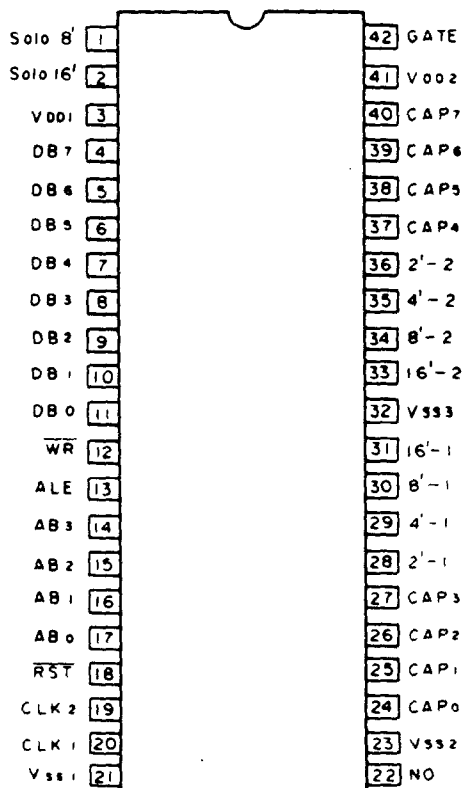 Solo 8' 1 42 GATE
Solo 16' 2 41 VDD2
VDD1 3 40 CAP7
DB7 4 39 CAP6
DB6 5 38 CAP5
DB5 6 37 CAP4
DB4 7 36 2'-2
DB3 8 35 4'-2
DB2 9 34 8'-2
DB1 10 33 16'-2
DB0 11 32 VSS3
WR 12 31 16'-1
ALE 13 30 8'-1
AB3 14 29 4'-1
AB2 15 28 2'-1
AB1 16 27 CAP3
AB0 17 26 CAP2
RST 18 25 CAP1
CLK2 19 24 CAP0
CLK1 20 23 VSS2
VSS1 21 22 NO